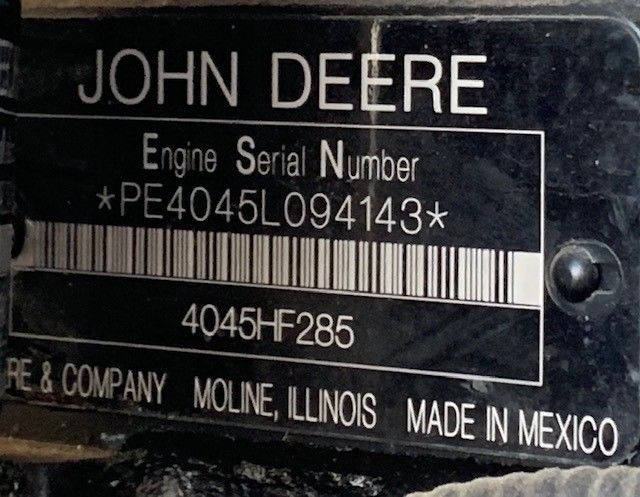 JOHN DEERE
Engine Serial Number
*PE4045L094143*
4045HF285
RE & COMPANY MOLINE, ILLINOIS MADE IN MEXICO